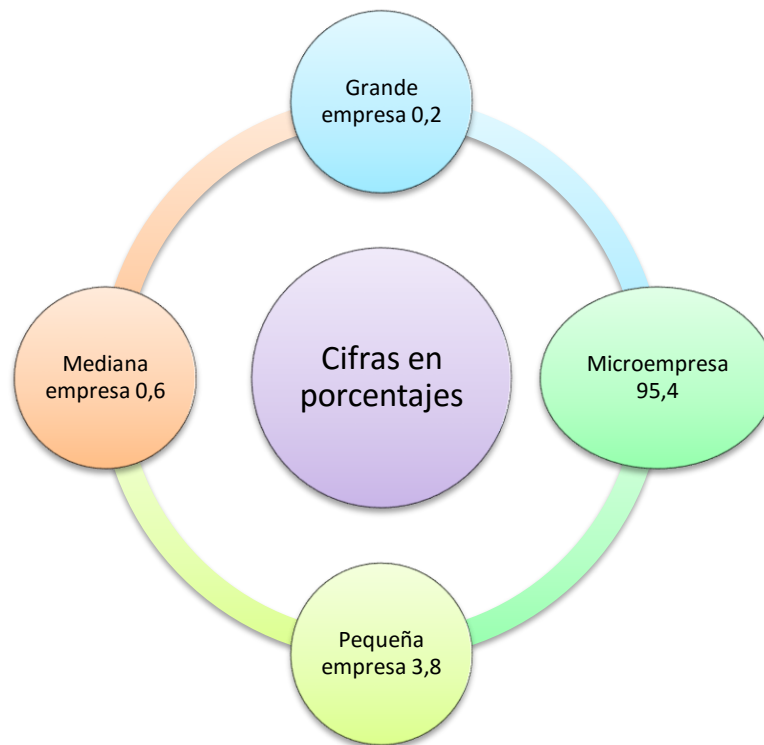 Grande
empresa 0,2
Mediana
empresa 0,6
Cifras en
porcentajes
Microempresa
95,4
Pequeña
empresa 3,8